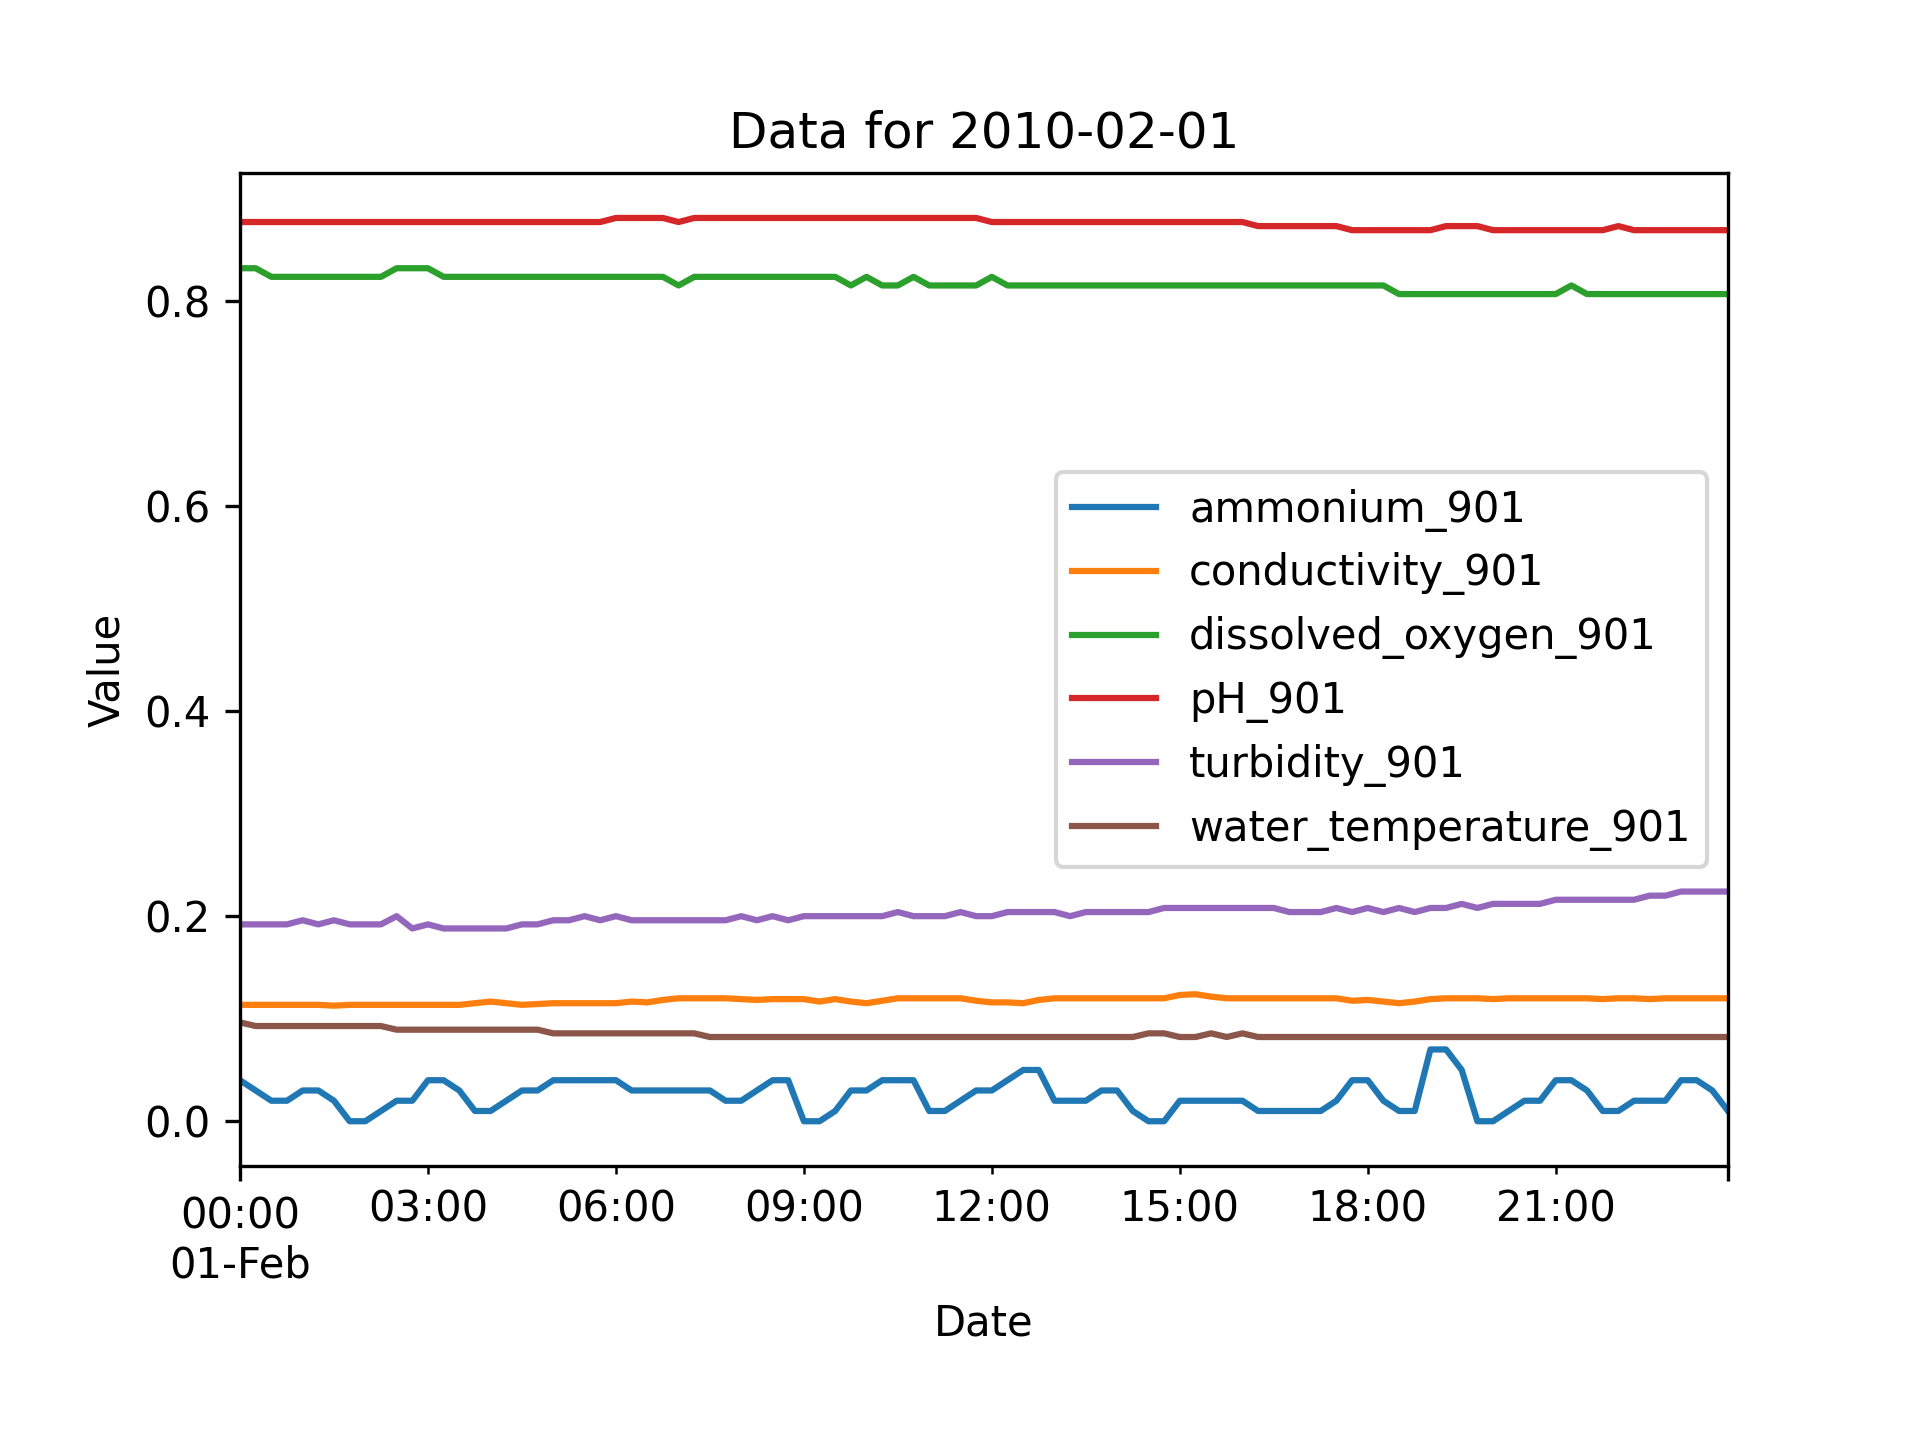 Data for 2010-02-01
0.8
0.6
0.4
0.2
0.0
Value
ammonium_901
conductivity_901
dissolved_oxygen_901
pH_901
turbidity_901
water_temperature_901
00:00 03:00 06:00 09:00 12:00 15:00 18:00 21:00
01-Feb
Date